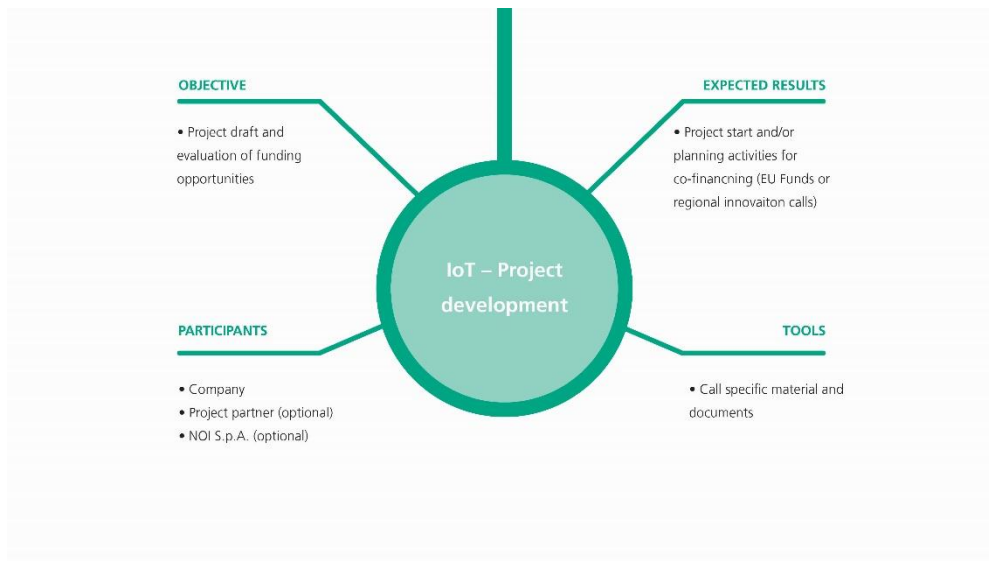 OBJECTIVE
• Project draft and
evaluation of funding
opportunities
EXPECTED RESULTS
• Project start and/or
planning activities for
co-financning (EU Funds or
regional innovaiton calls)
IoT – Project
development
PARTICIPANTS
• Company
• Project partner (optional)
• NOI S.p.A. (optional)
TOOLS
• Call specific material and
documents